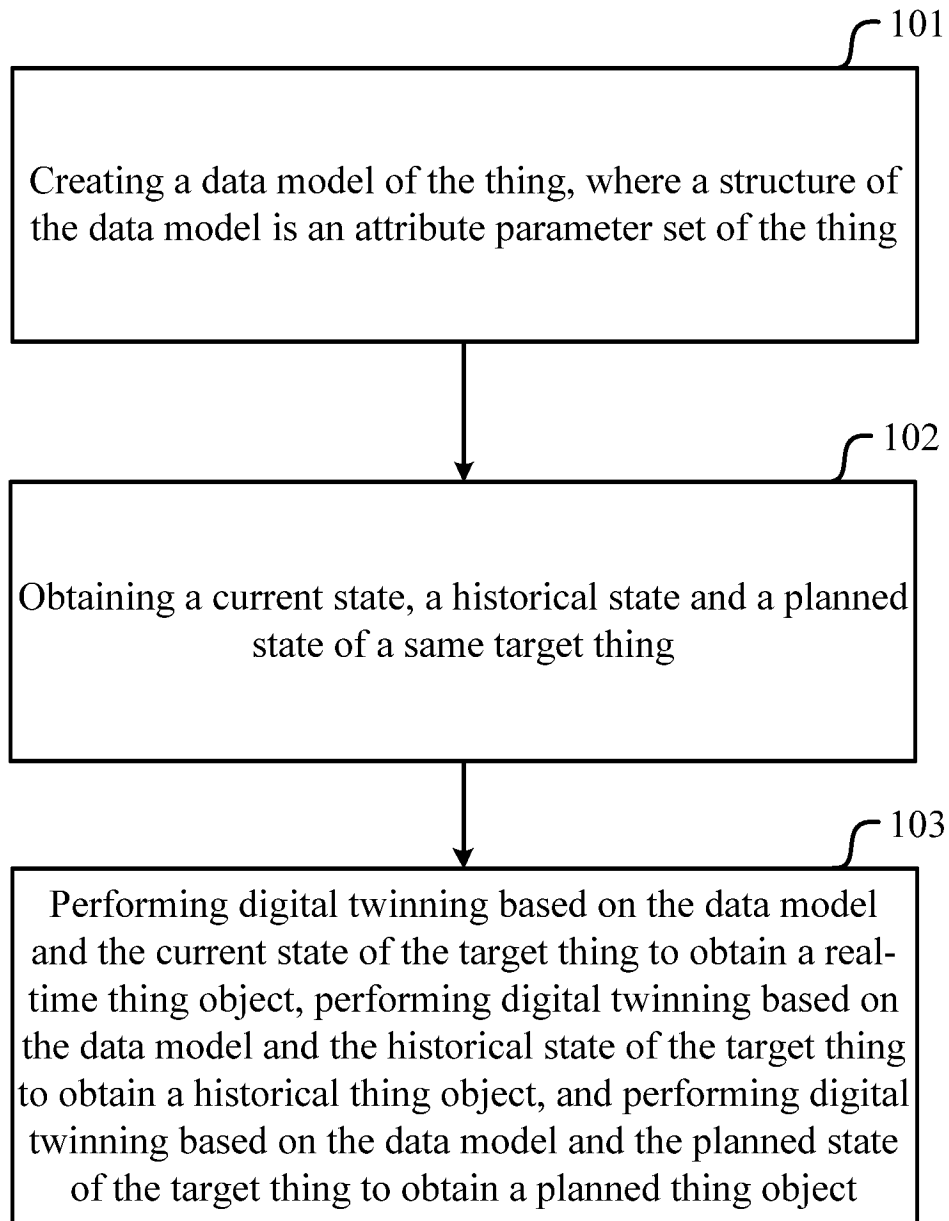 101
Creating a data model of the thing, where a structure of
the data model is an attribute parameter set of the thing
102
Obtaining a current state, a historical state and a planned
state of a same target thing
103
Performing digital twinning based on the data model
and the current state of the target thing to obtain a real-
time thing object, performing digital twinning based on
the data model and the historical state of the target thing
to obtain a historical thing object, and performing digital
twinning based on the data model and the planned state
of the target thing to obtain a planned thing object